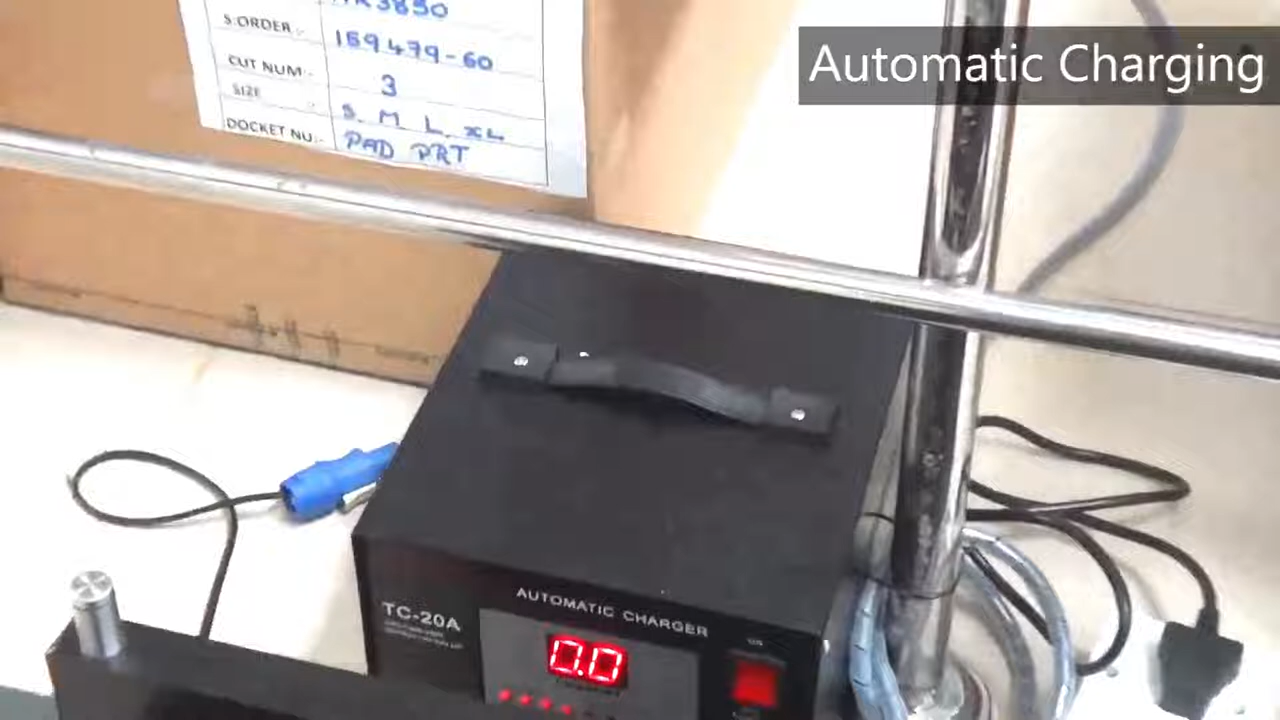 Automatic Charging
S.ORDER :-
159479-60
CUT NUM:-
3
SIZE :-
S. M L XL
DOCKET NU:-
PAD PRT
AUTOMATIC CHARGER
TC-20A
0.0
ON